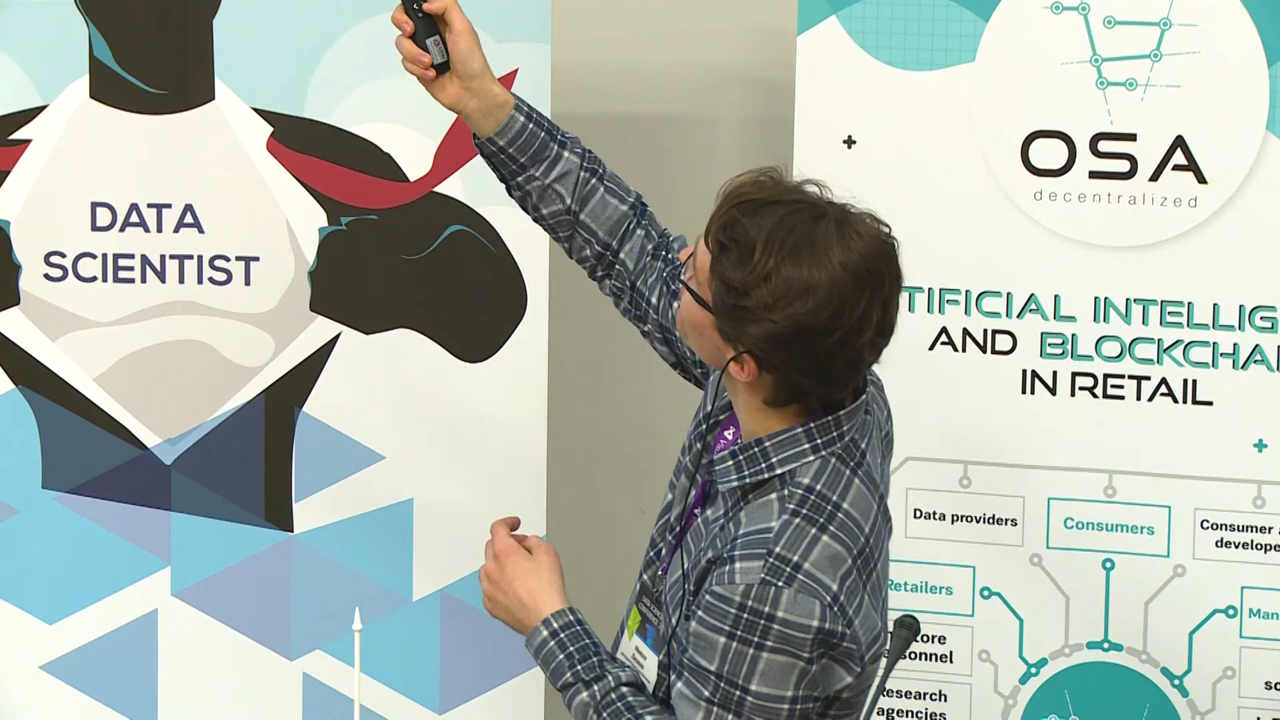 DATA
SCIENTIST
OSA
decentralized
TIFICIAL INTELLIG
AND BLOCKCHA
IN RETAIL
Data providers
Consumers
Consumer
develope
Retailers
Man
tore
sonnel
Research
agencies